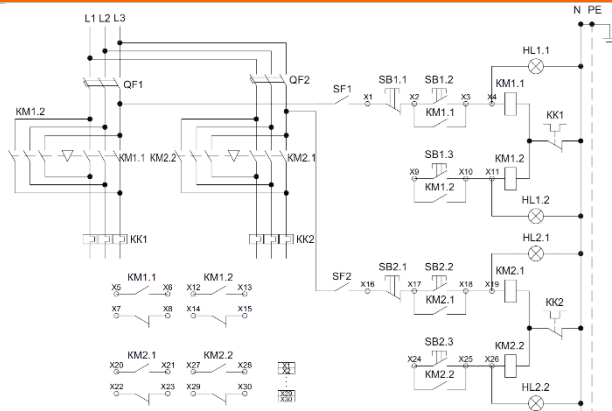 N PE
L1 L2 L3
HL1.1
QF1
QF2
SF1
X1
SB1.1
X2
SB1.2
X3
X4
KM1.1
KM1.1
KK1
KM1.2
KM1.1
KM2.2
KM2.1
SB1.3
X9
X10
X11
KM1.2
KM1.2
HL1.2
KK1
KK2
HL2.1
SF2
X16
SB2.1
X17
SB2.2
X18
X19
KM2.1
KM2.1
KK2
X5
KM1.1
X6
X12
KM1.2
X13
X7
X8
X14
X15
SB2.3
X24
X25
X26
KM2.2
KM2.2
HL2.2
X20
KM2.1
X21
X27
KM2.2
X28
X22
X23
X29
X30
X1
X2
X29
X30